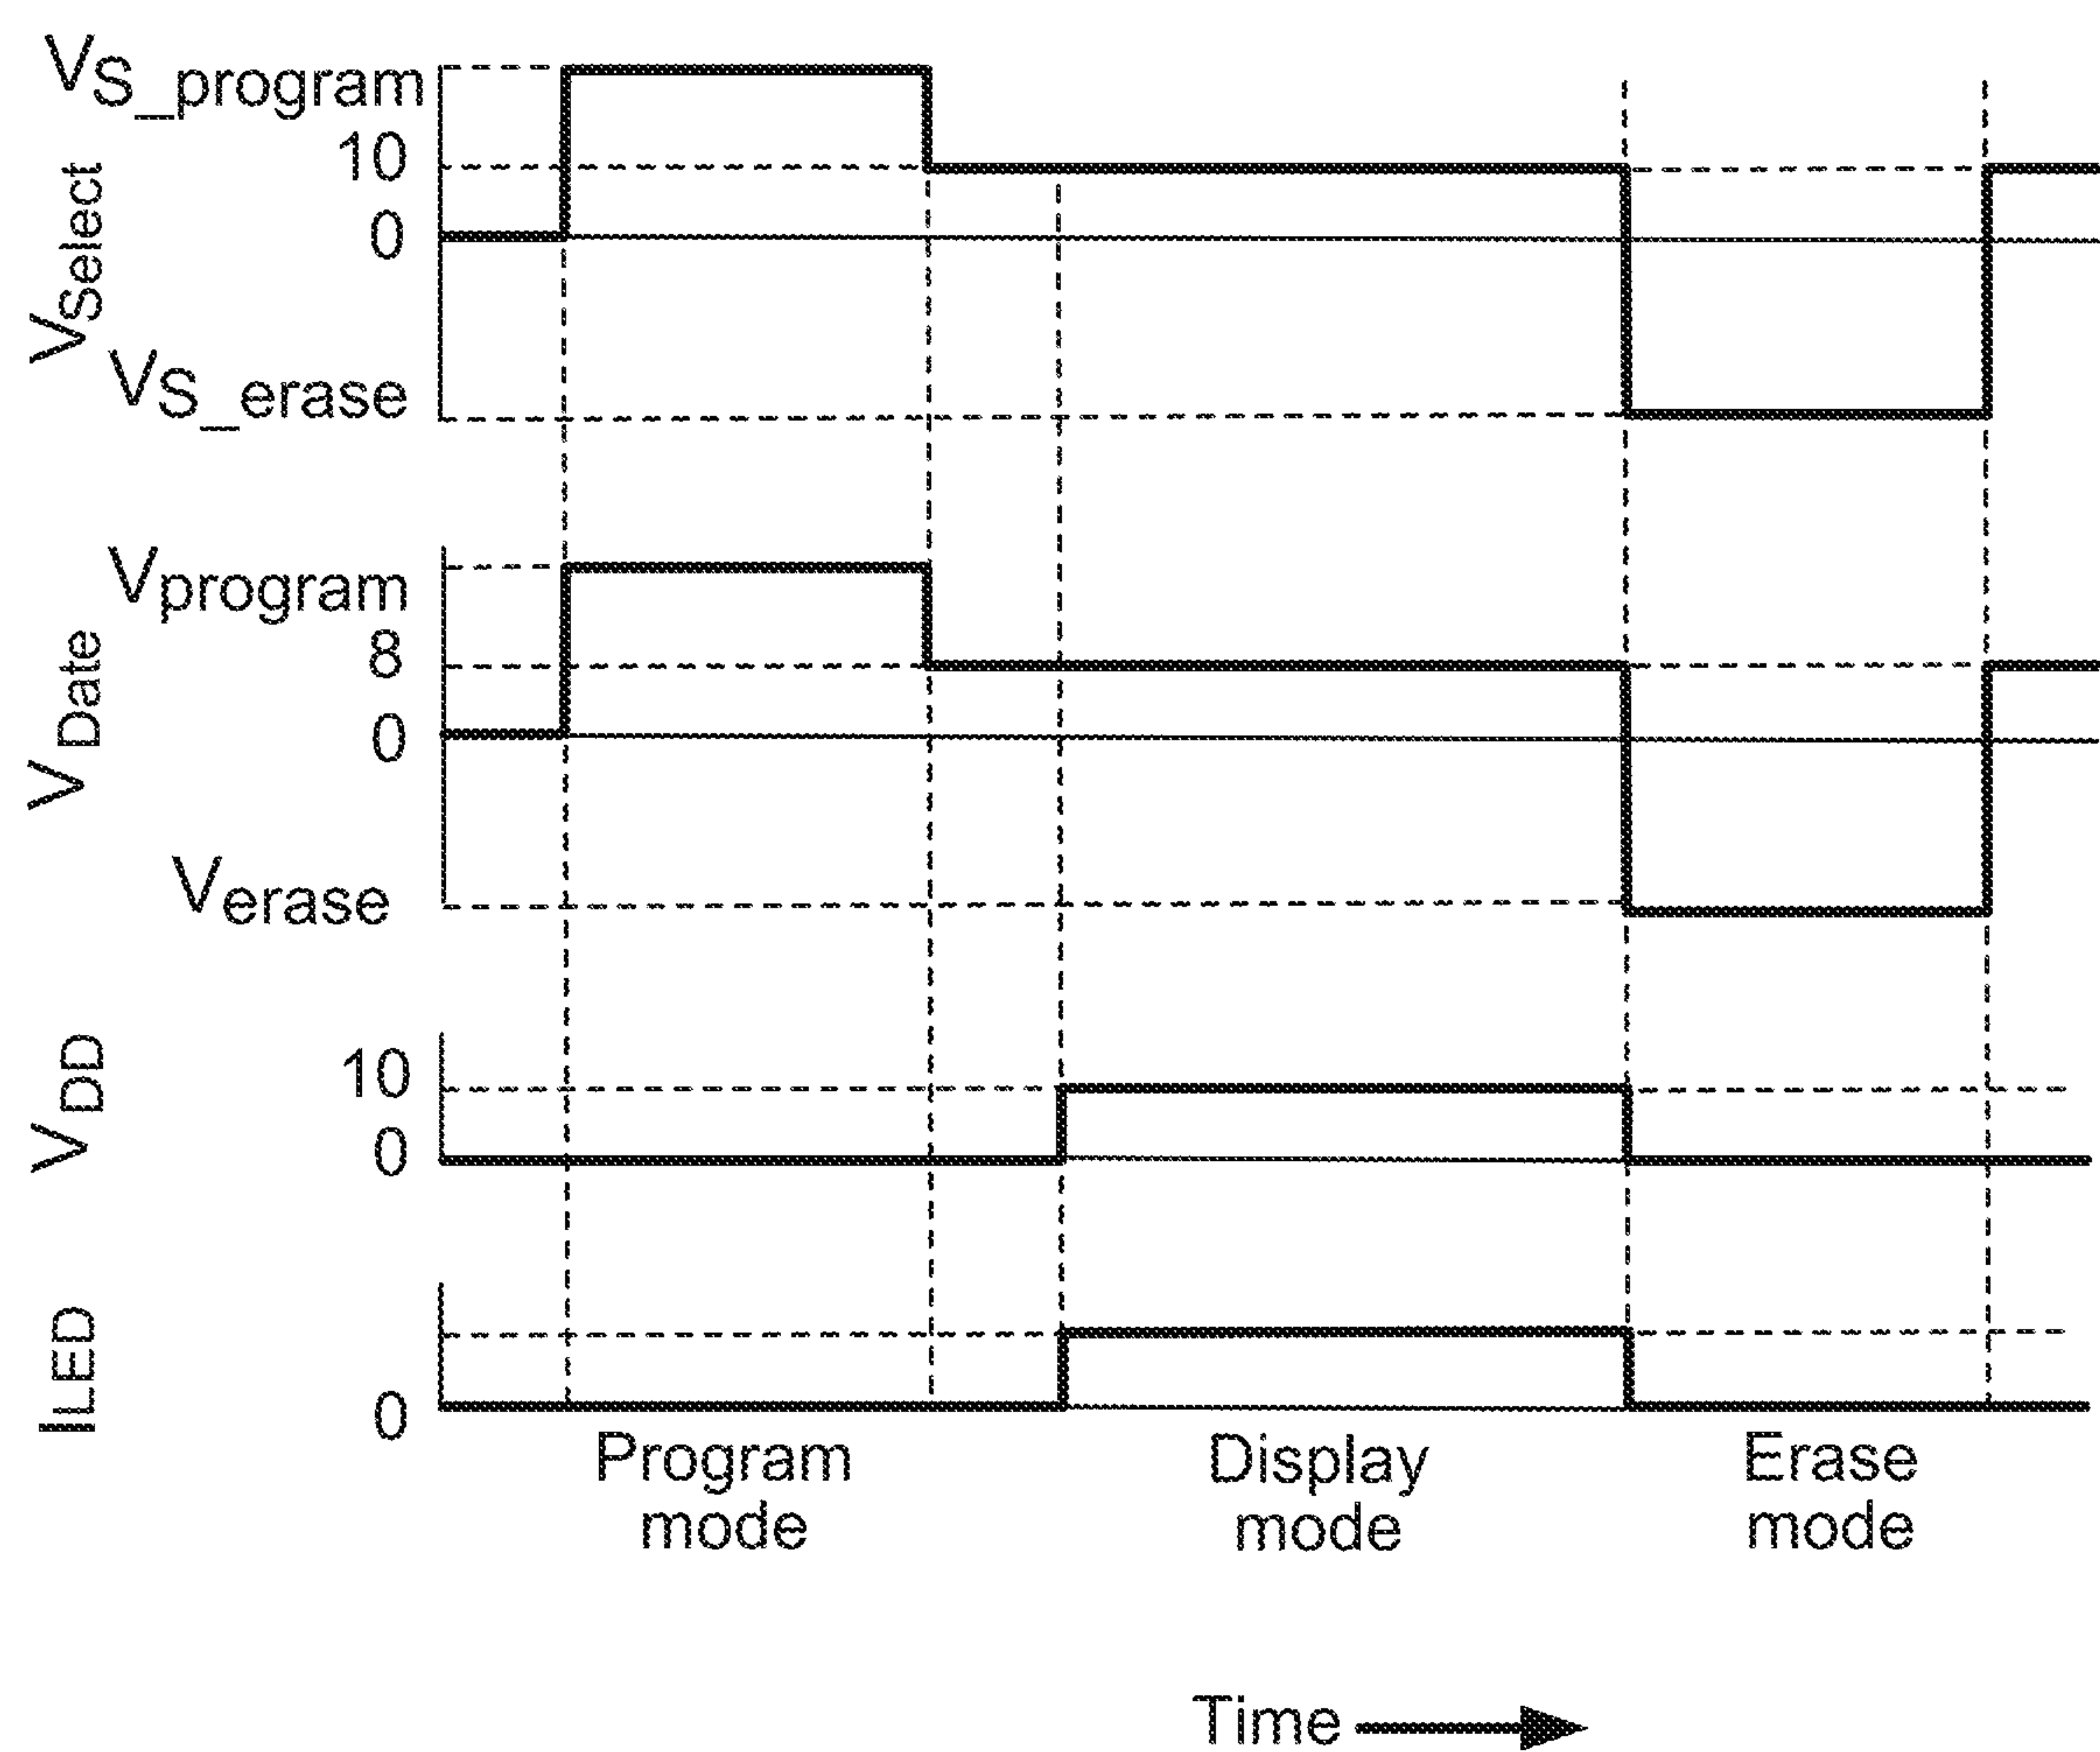 VS_program
10
0
VS_erase
VSelect
Vprogram
8
0
Verase
VDate
10
0
VDD
0
ILED
Program
mode
Display
mode
Erase
mode
Time